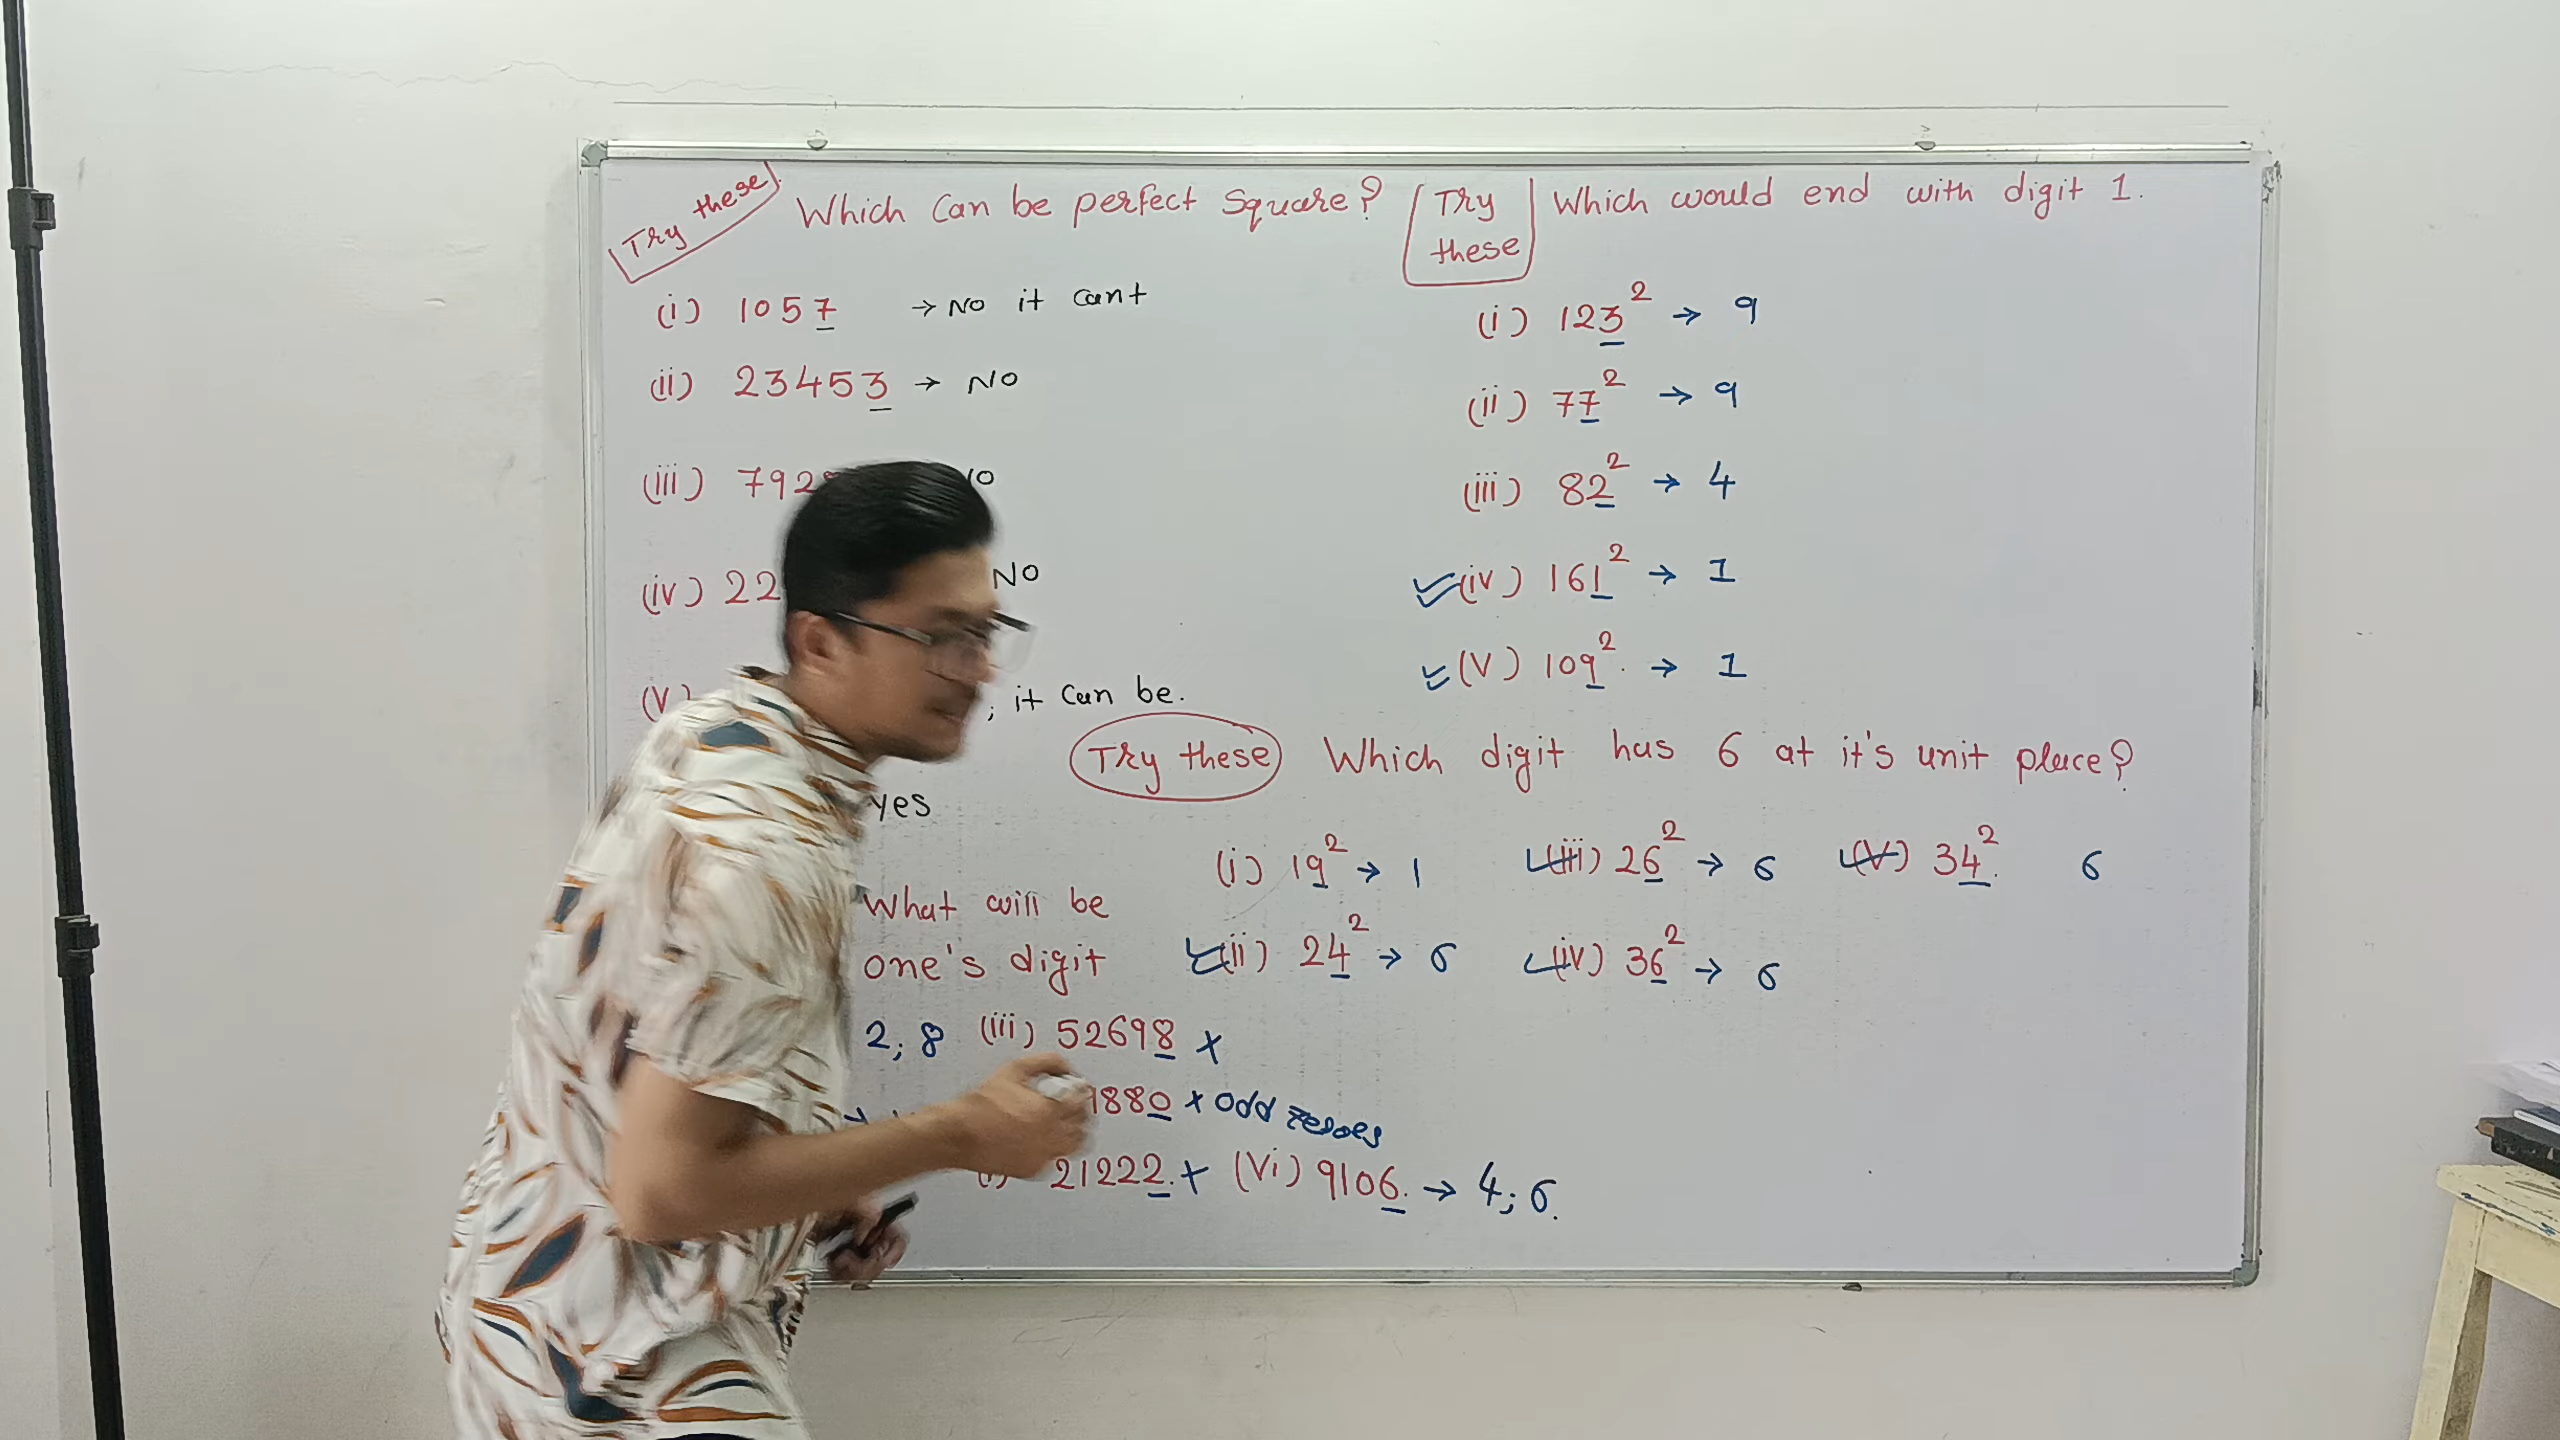 Try these
Which Can be perfect Square?
(i) 1057 → No it cant
(ii) 23453 → NO
(iii) 792
(iv) 22 NO
(V) ; it can be.
yes
Try these
Which would end with digit 1.
(i) 123² → 9
(ii) 77² → 9
(iii) 82² → 4
(iv) 161² → 1
(V) 109². → 1
Try these Which digit has 6 at it's unit place?
(i) 19² → 1 (iii) 26² → 6 (V) 34². 6
(ii) 24² → 6 (iv) 36² → 6
What will be
one's digit
2; 8 (iii) 52698 ×
880 × odd zeroes
21222. × (Vi) 9106. → 4; 6.